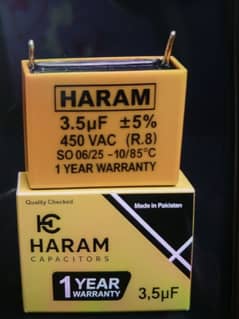 HARAM
3.5µF ±5%
450 VAC (R.8)
SO 06/25 -10/85°C
1 YEAR WARRANTY
Quality Checked
Made in Pakistan
HC
HARAM
CAPACITORS
1 YEAR
WARRANTY
3,5µF